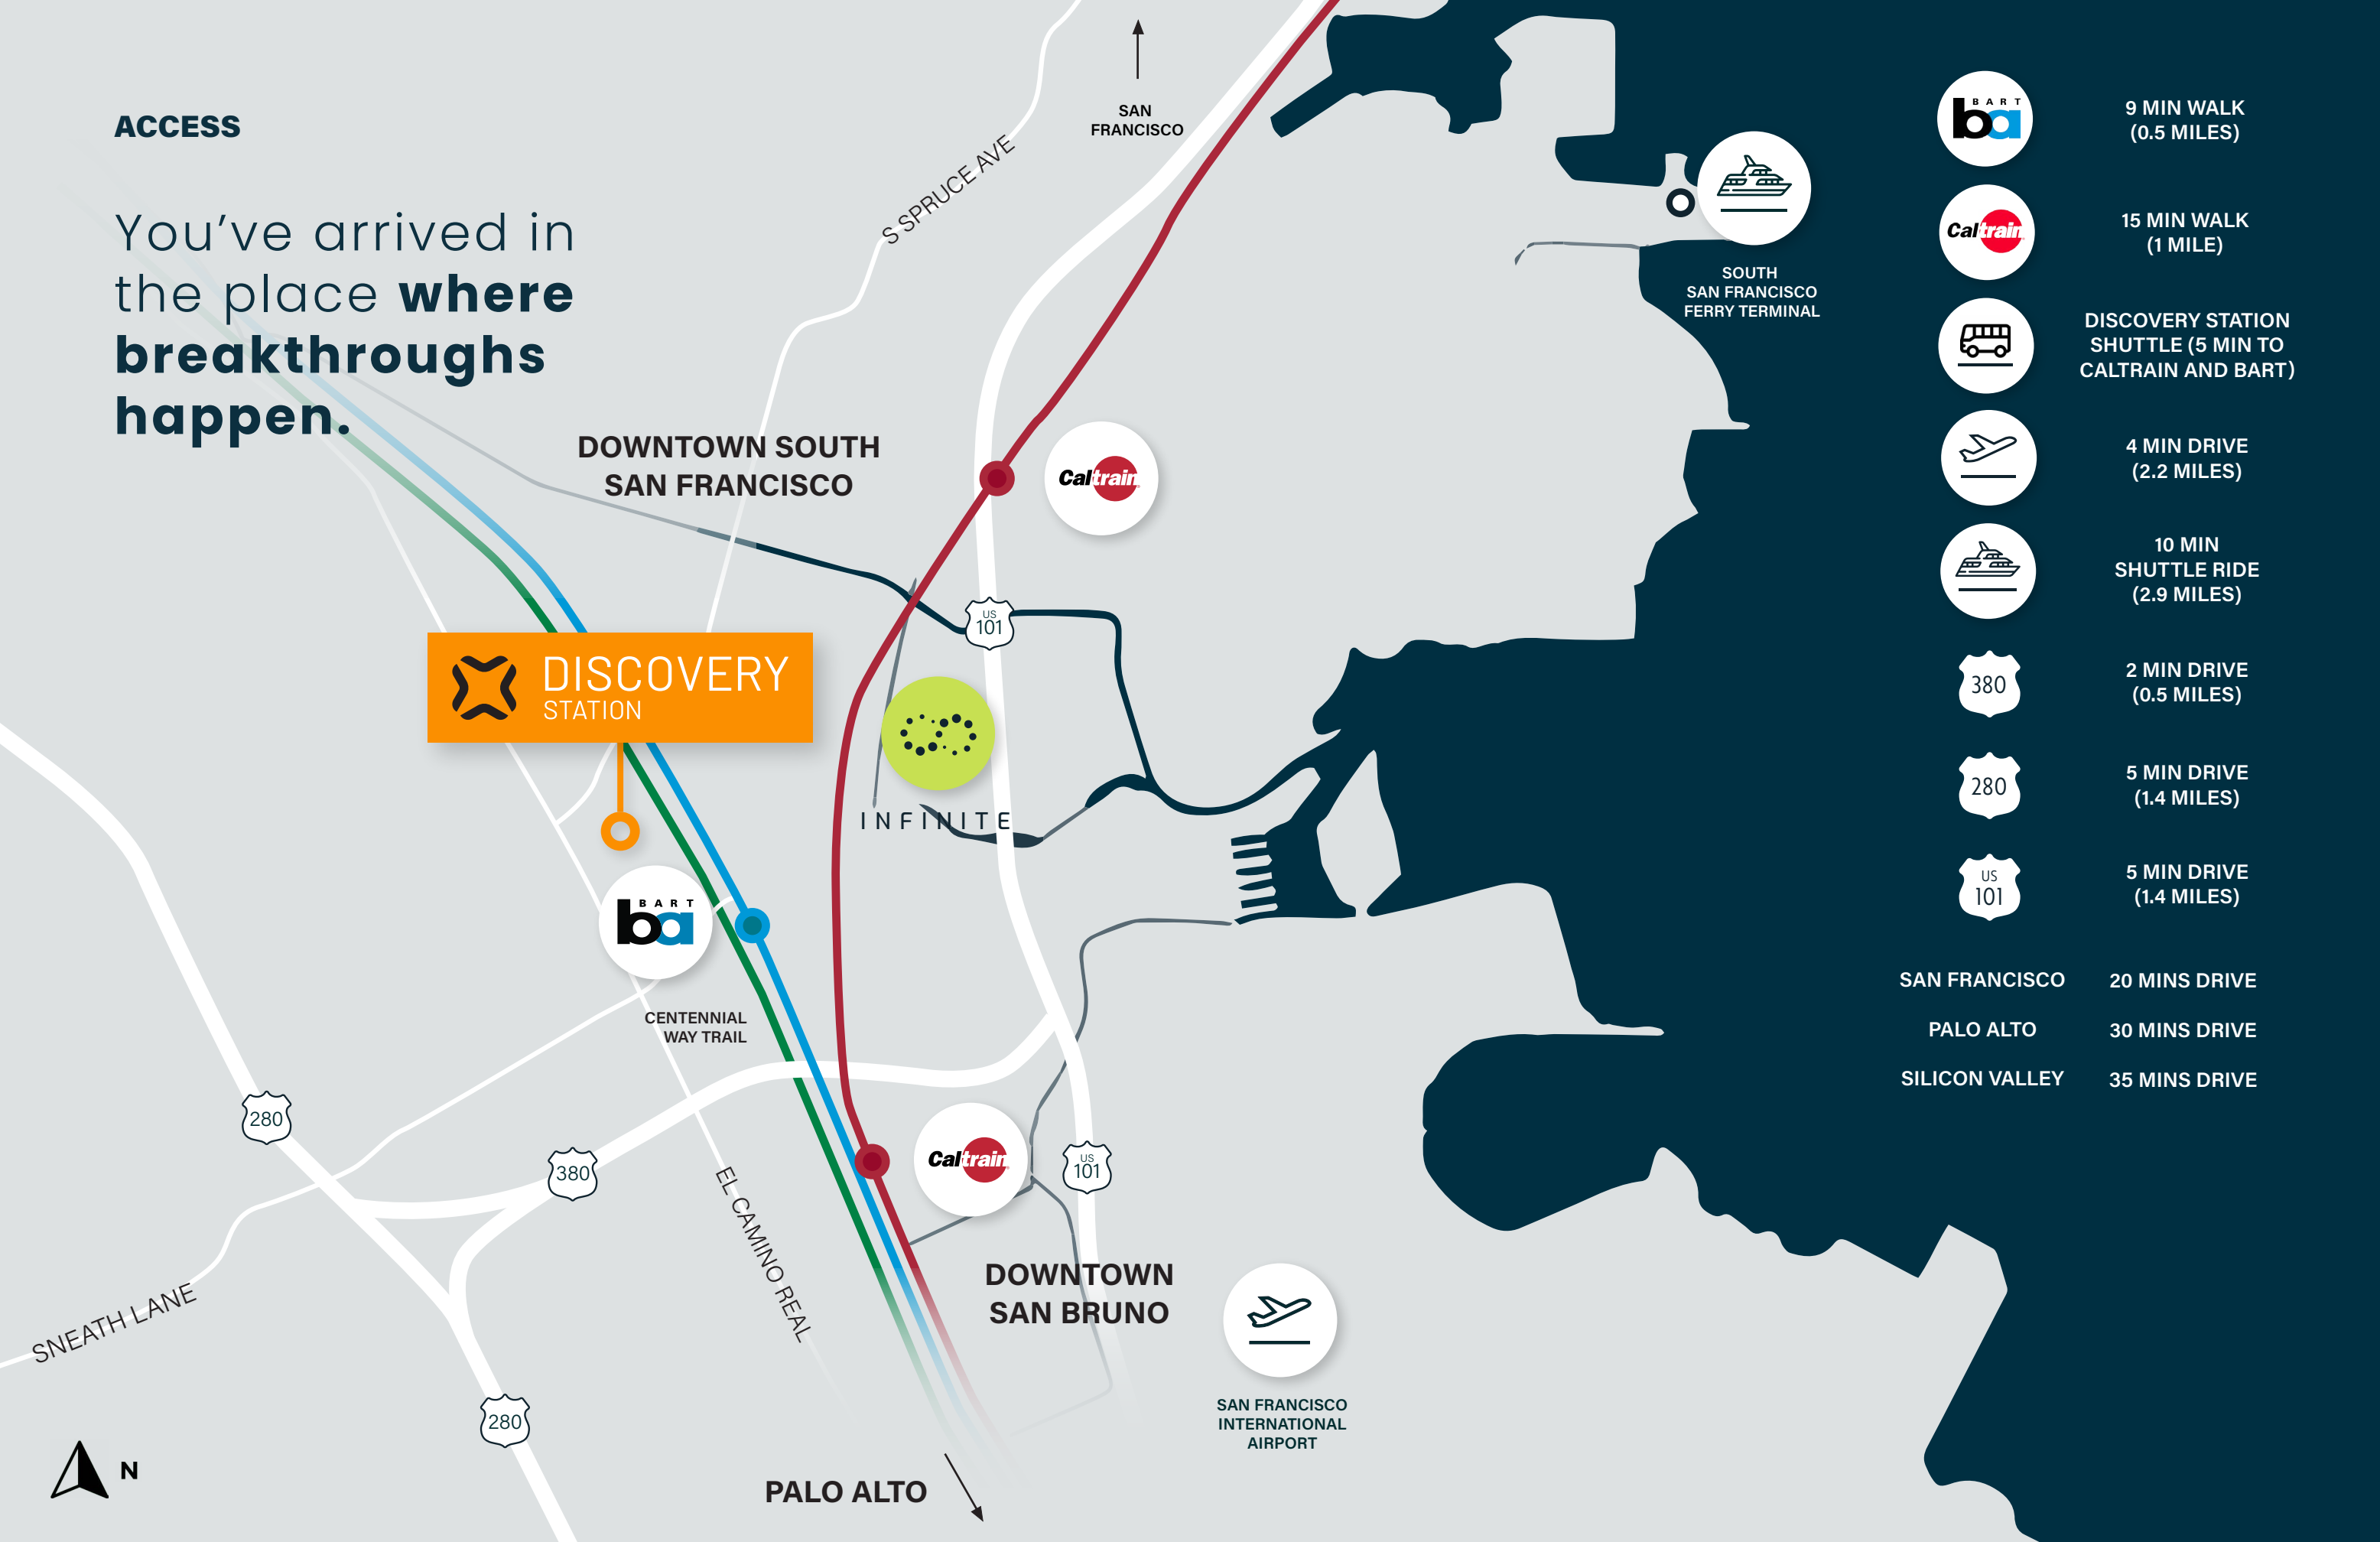 ACCESS
You've arrived in
the place where
breakthroughs
happen.
SAN
FRANCISCO
S SPRUCE AVE
DOWNTOWN SOUTH
SAN FRANCISCO
Caltrain
SOUTH
SAN FRANCISCO
FERRY TERMINAL
US
101
DISCOVERY
STATION
INFINITE
BART
ba
CENTENNIAL
WAY TRAIL
280
380
Caltrain
US
101
EL CAMINO REAL
SNEATH LANE
DOWNTOWN
SAN BRUNO
SAN FRANCISCO
INTERNATIONAL
AIRPORT
280
N
PALO ALTO
BART
ba
9 MIN WALK
(0.5 MILES)
Caltrain
15 MIN WALK
(1 MILE)
DISCOVERY STATION
SHUTTLE (5 MIN TO
CALTRAIN AND BART)
4 MIN DRIVE
(2.2 MILES)
10 MIN
SHUTTLE RIDE
(2.9 MILES)
380
2 MIN DRIVE
(0.5 MILES)
280
5 MIN DRIVE
(1.4 MILES)
US
101
5 MIN DRIVE
(1.4 MILES)
SAN FRANCISCO 20 MINS DRIVE
PALO ALTO 30 MINS DRIVE
SILICON VALLEY 35 MINS DRIVE